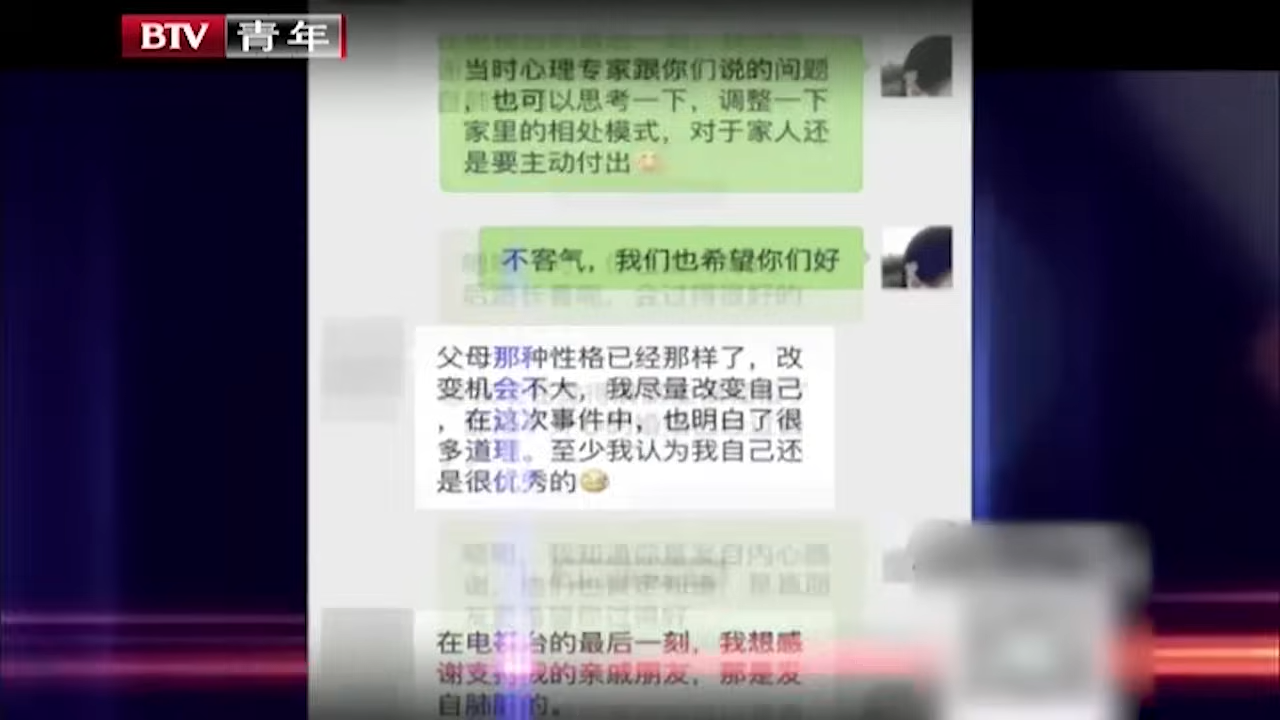 BTV 青年
当时心理专家跟你们说的问题
，也可以思考一下，调整一下
家里的相处模式，对于家人还
是要主动付出
不客气，我们也希望你们好
父母那种性格已经那样了，改
变机会不大，我尽量改变自己
，在这次事件中，也明白了很
多道理。至少我认为我自己还
是很优秀的
在电视台的最后一刻，我想感
谢支持我的亲戚朋友，那是发
自肺腑的。